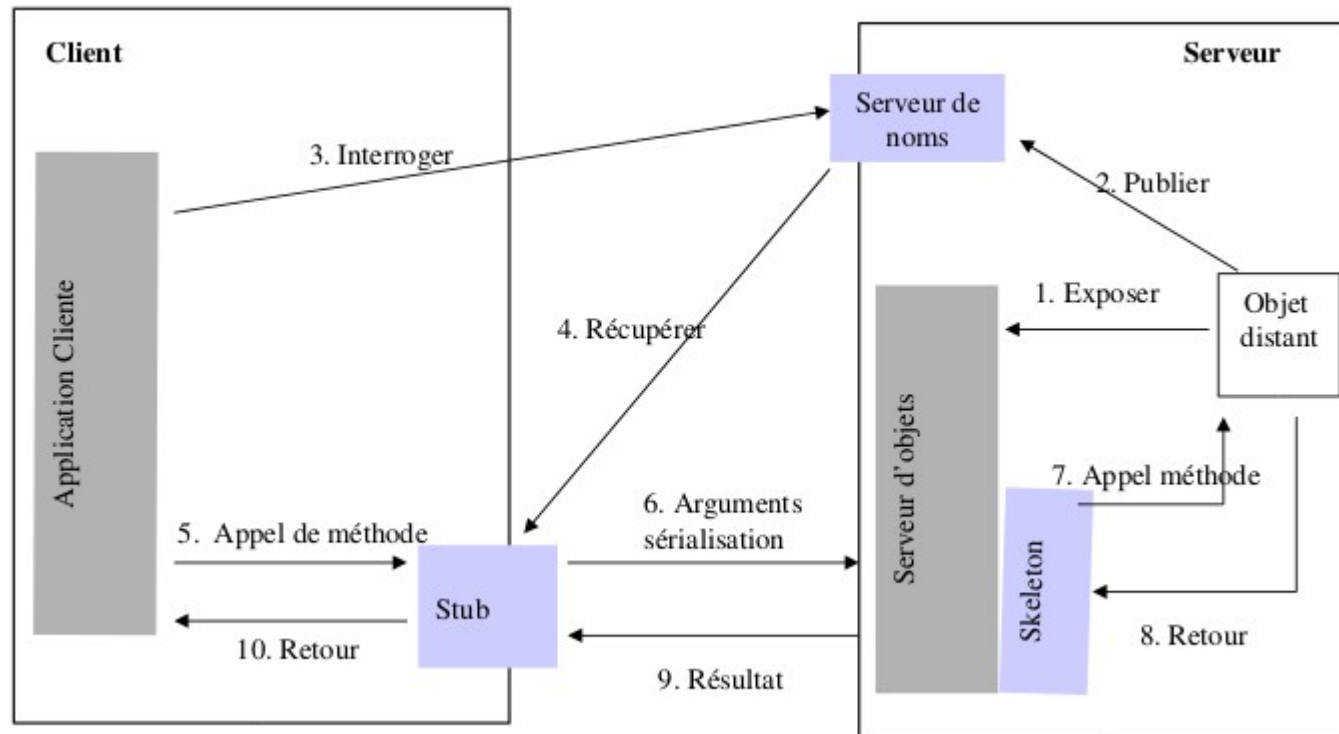 Client
Serveur
Serveur de
noms
3. Interroger
2. Publier
1. Exposer
Objet
distant
4. Récupérer
Application Cliente
Serveur d'objets
7. Appel méthode
6. Arguments
sérialisation
5. Appel de méthode
Stub
Skeleton
8. Retour
10. Retour
9. Résultat